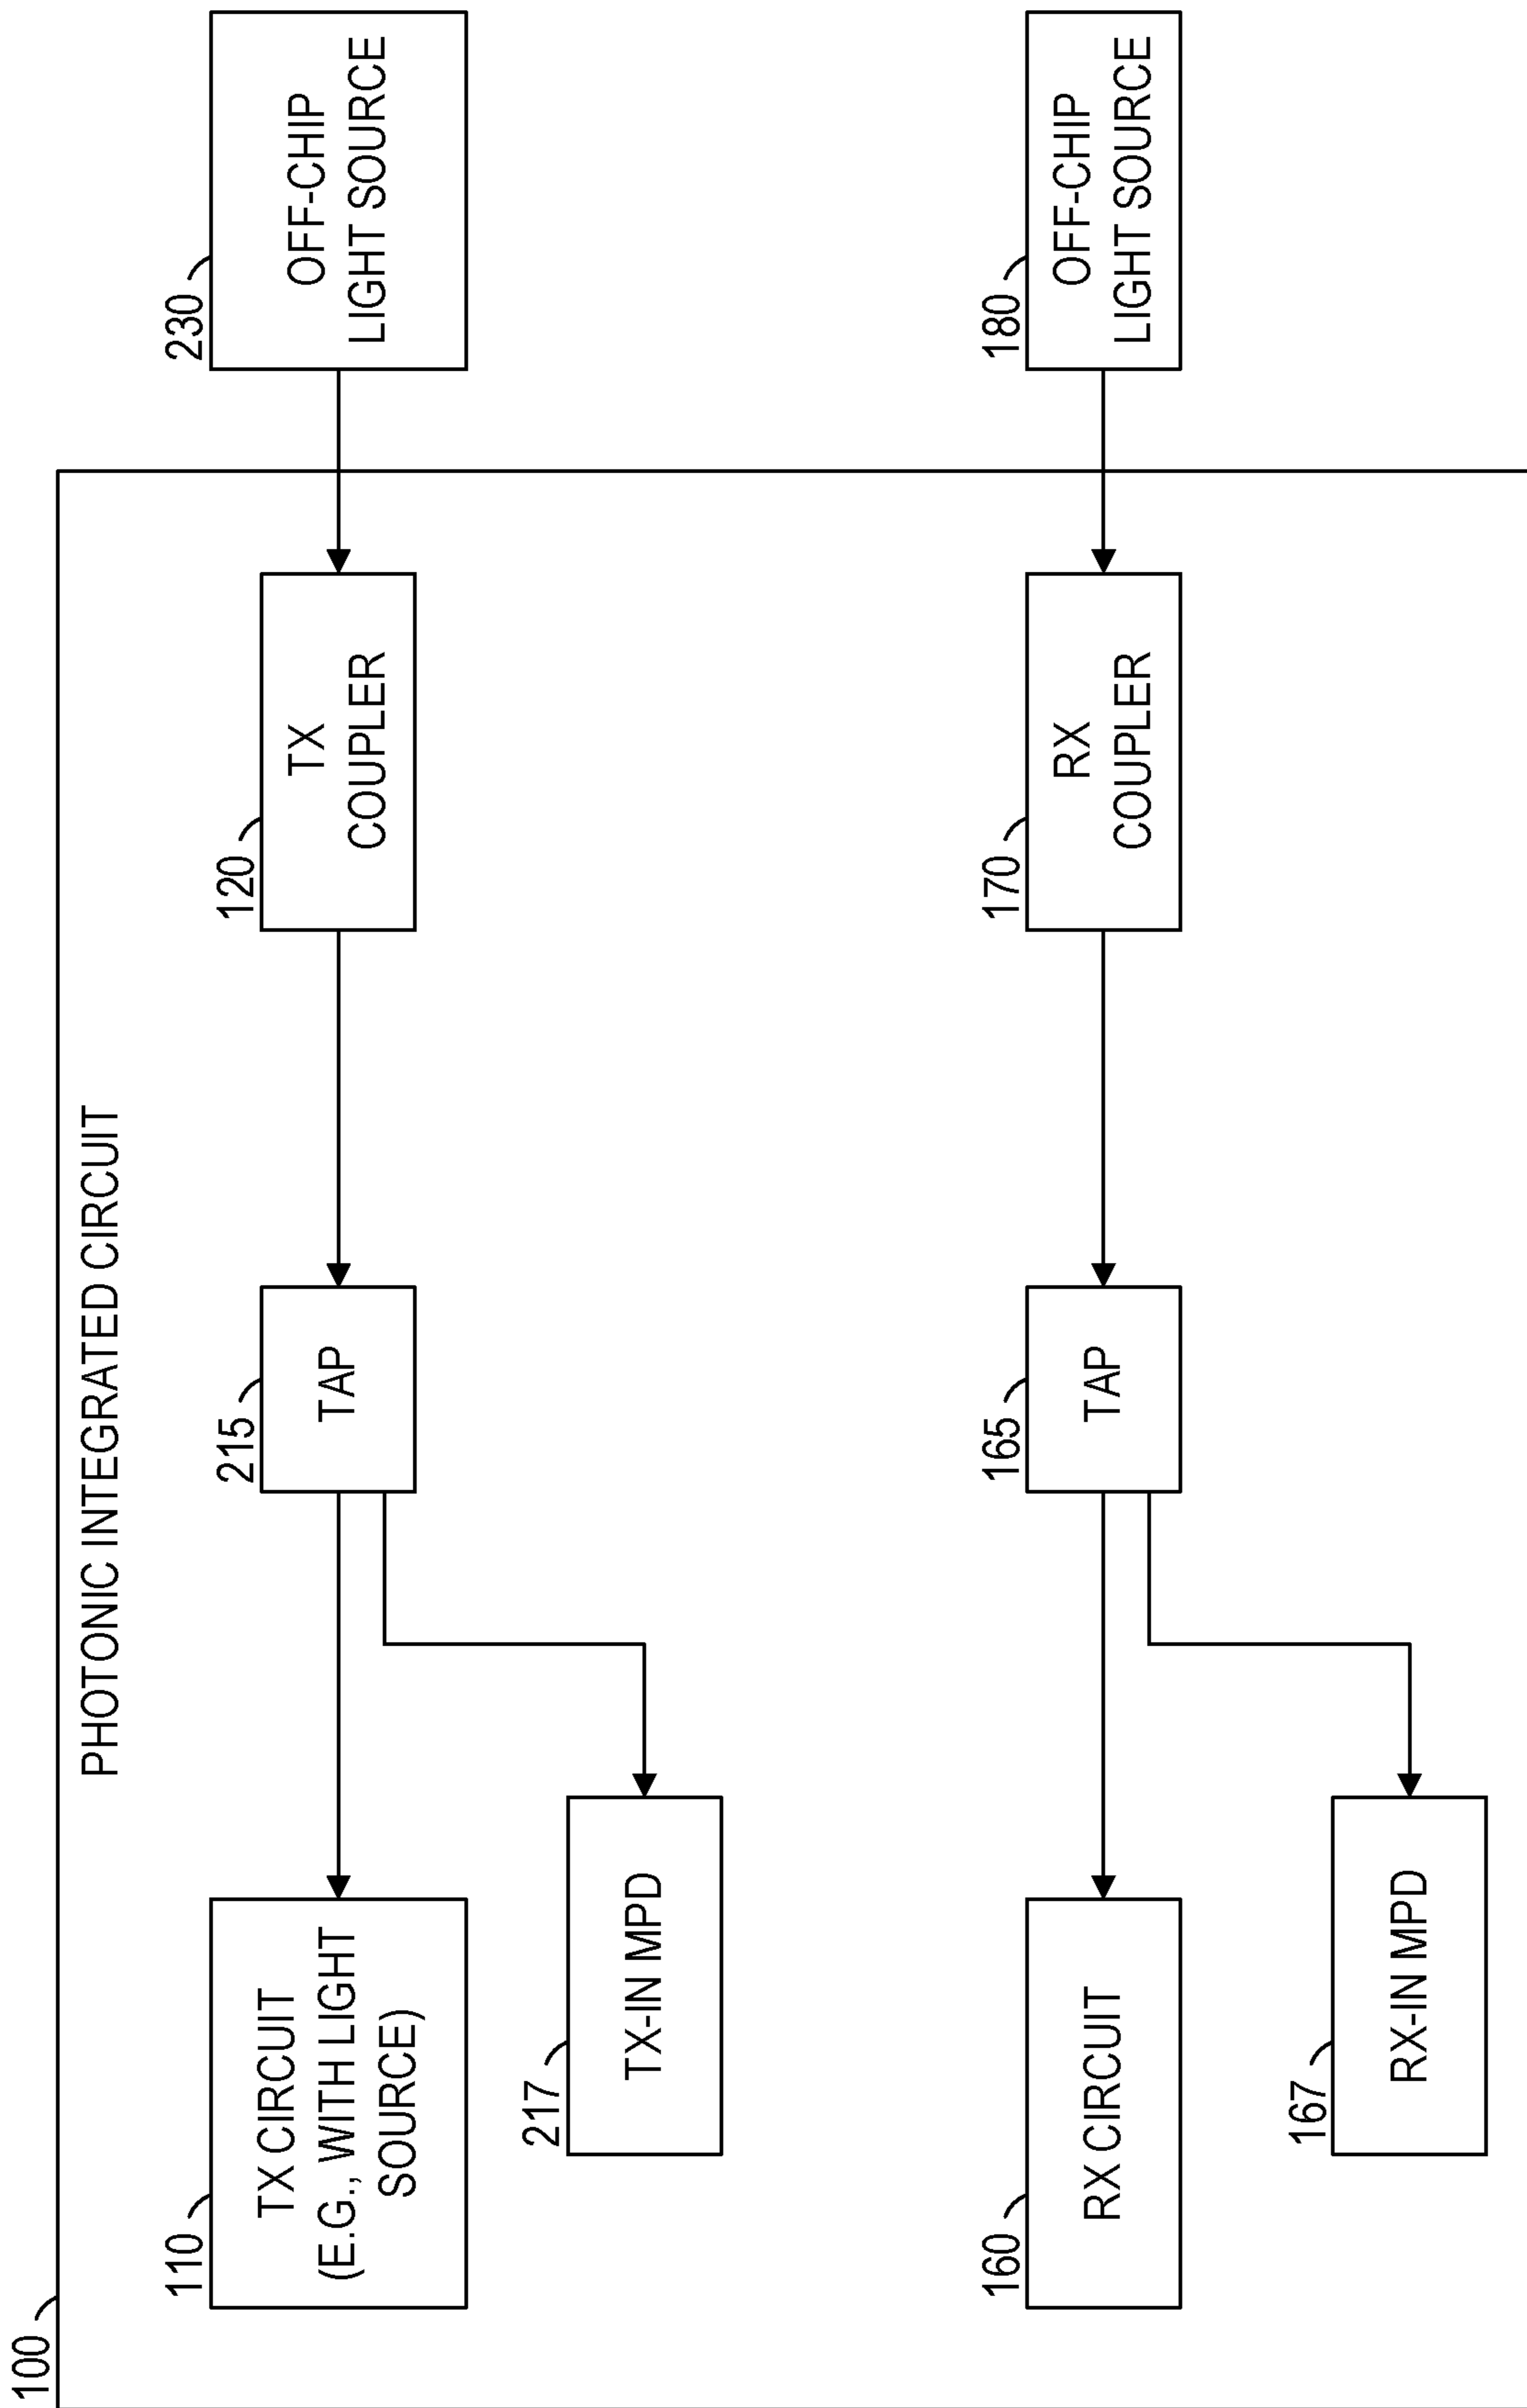 100
PHOTONIC INTEGRATED CIRCUIT
110
TX CIRCUIT
(E.G., WITH LIGHT
SOURCE)
215
TAP
120
TX
COUPLER
230
OFF-CHIP
LIGHT SOURCE
217
TX-IN MPD
160
RX CIRCUIT
165
TAP
170
RX
COUPLER
180
OFF-CHIP
LIGHT SOURCE
167
RX-IN MPD